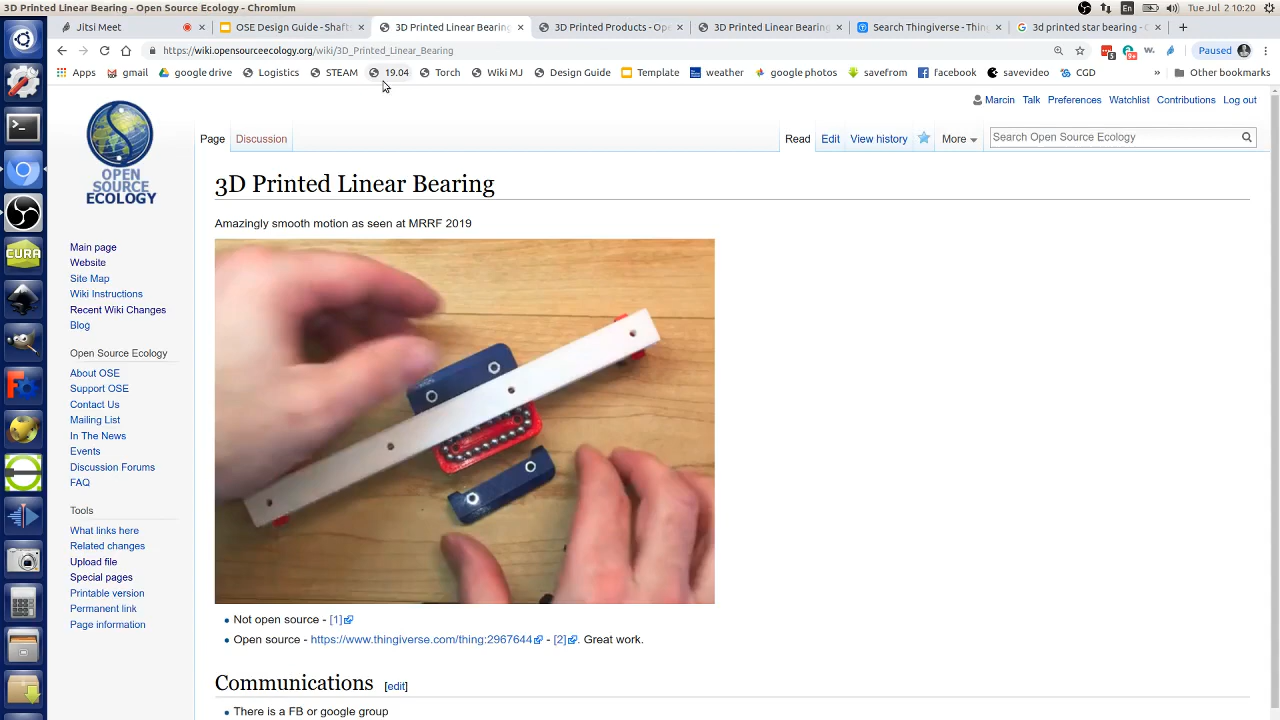 3D Printed Linear Bearing - Open Source Ecology - Chromium
En
Tue Jul 2 10:20
Jitsi Meet
OSE Design Guide - Shafts
3D Printed Linear Bearing
3D Printed Products - Ope
3D Printed Linear Bearing
Search Thingiverse - Thing
3d printed star bearing - G
https://wiki.opensourceecology.org/wiki/3D_Printed_Linear_Bearing
Paused
Apps
gmail
google drive
Logistics
STEAM
19.04
Torch
Wiki MJ
Design Guide
Template
weather
google photos
savefrom
facebook
savevideo
CGD
»
Other bookmarks
Marcin
Talk
Preferences
Watchlist
Contributions
Log out
OPEN
SOURCE
ECOLOGY
Page
Discussion
Read
Edit
View history
More
Search Open Source Ecology
CURA
3D Printed Linear Bearing
Amazingly smooth motion as seen at MRRF 2019
Main page
Website
Site Map
Wiki Instructions
Recent Wiki Changes
Blog
Open Source Ecology
About OSE
Support OSE
Contact Us
Mailing List
In The News
Events
Discussion Forums
FAQ
Tools
What links here
Related changes
Upload file
Special pages
Printable version
Permanent link
Page information
Not open source - [1]
Open source - https://www.thingiverse.com/thing:2967644 - [2]. Great work.
Communications [edit]
There is a FB or google group